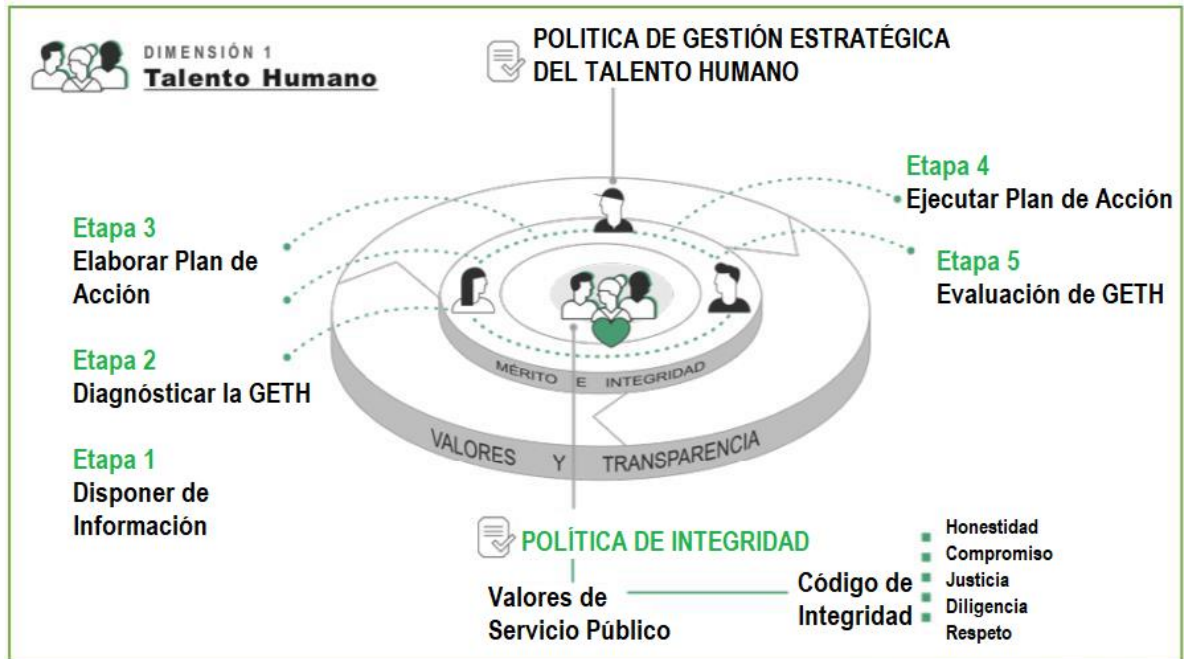 DIMENSIÓN 1
Talento Humano
POLITICA DE GESTIÓN ESTRATÉGICA
DEL TALENTO HUMANO
Etapa 3
Elaborar Plan de
Acción
Etapa 2
Diagnósticar la GETH
Etapa 1
Disponer de
Información
Etapa 4
Ejecutar Plan de Acción
Etapa 5
Evaluación de GETH
MÉRITO E INTEGRIDAD
VALORES Y TRANSPARENCIA
POLÍTICA DE INTEGRIDAD
Valores de
Servicio Público
Código de
Integridad
Honestidad
Compromiso
Justicia
Diligencia
Respeto